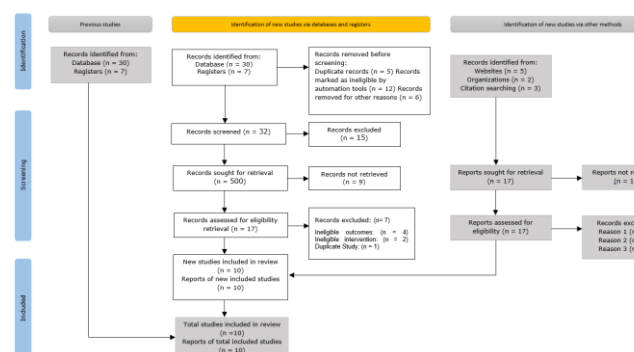 Previous studies
Identification of new studies via databases and registers
Identification of new studies via other methods
Identification
Records identified from:
Database (n = 30)
Registers (n = 7)
Records identified from:
Database (n = 30)
Registers (n = 7)
Records removed before
screening:
Duplicate records (n = 5) Records
marked as ineligible by
automation tools (n = 12) Records
removed for other reasons (n = 6)
Records identified from:
Websites (n = 5)
Organizations (n = 2)
Citation searching (n = 3)
Screening
Records screened (n = 32)
Records excluded
(n = 15)
Records sought for retrieval
(n = 500)
Records not retrieved
(n = 9)
Reports sought for retrieval
(n = 17)
Reports not re
(n = 1
Records assessed for eligibility
retrieval (n = 17)
Records excluded: (n= 7)
Ineligible outcomes: (n = 4)
Ineligible intervention: (n = 2)
Duplicate Study: (n = 1)
Reports assessed for
eligibility (n = 17)
Records exc
Reason 1 (n
Reason 2 (n
Reason 3 (n
Included
New studies included in review
(n = 10)
Reports of new included studies
(n = 10)
Total studies included in review
(n =10)
Reports of total included studies
(n = 10)